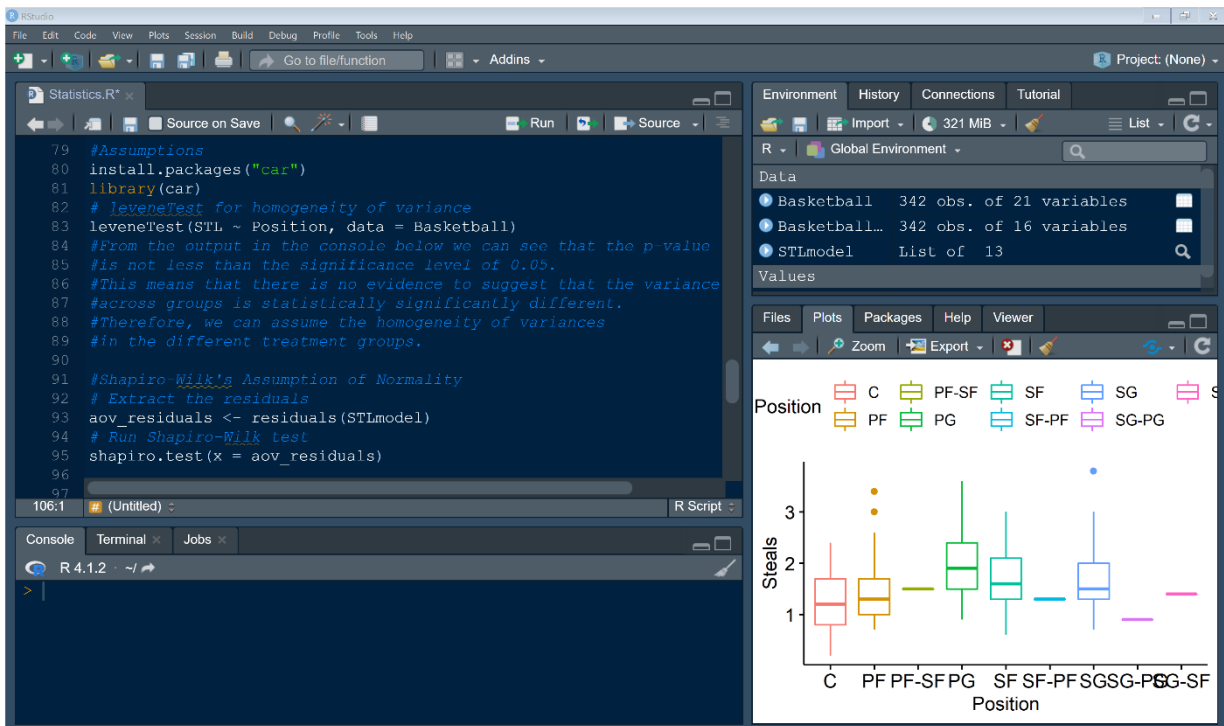 RStudio
File Edit Code View Plots Session Build Debug Profile Tools Help
Go to file/function Addins Project: (None)
Statistics.R*
Source on Save Run Source
79 #Assumptions
80 install.packages("car")
81 library(car)
82 # leveneTest for homogeneity of variance
83 leveneTest(STL ~ Position, data = Basketball)
84 #From the output in the console below we can see that the p-value
85 #is not less than the significance level of 0.05.
86 #This means that there is no evidence to suggest that the variance
87 #across groups is statistically significantly different.
88 #Therefore, we can assume the homogeneity of variances
89 #in the different treatment groups.
90
91 #Shapiro-Wilk's Assumption of Normality
92 # Extract the residuals
93 aov_residuals <- residuals(STLmodel)
94 # Run Shapiro-Wilk test
95 shapiro.test(x = aov_residuals)
96
97
106:1 # (Untitled) R Script
Console Terminal Jobs
R 4.1.2 · ~/
>
Environment History Connections Tutorial
Import 321 MiB List
R Global Environment
Data
Basketball 342 obs. of 21 variables
Basketball… 342 obs. of 16 variables
STLmodel List of 13
Values
Files Plots Packages Help Viewer
Zoom Export
Position
C PF-SF SF SG S
PF PG SF-PF SG-PG
Steals
3
2
1
C PF PF-SF PG SF SF-PF SG SG-PG SG-SF
Position